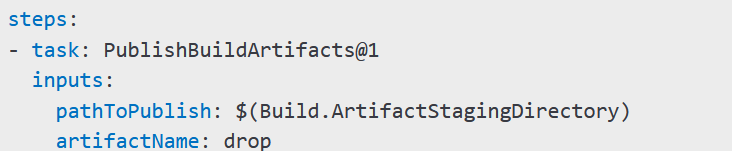 steps:
- task: PublishBuildArtifacts@1
  inputs:
    pathToPublish: $(Build.ArtifactStagingDirectory)
    artifactName: drop